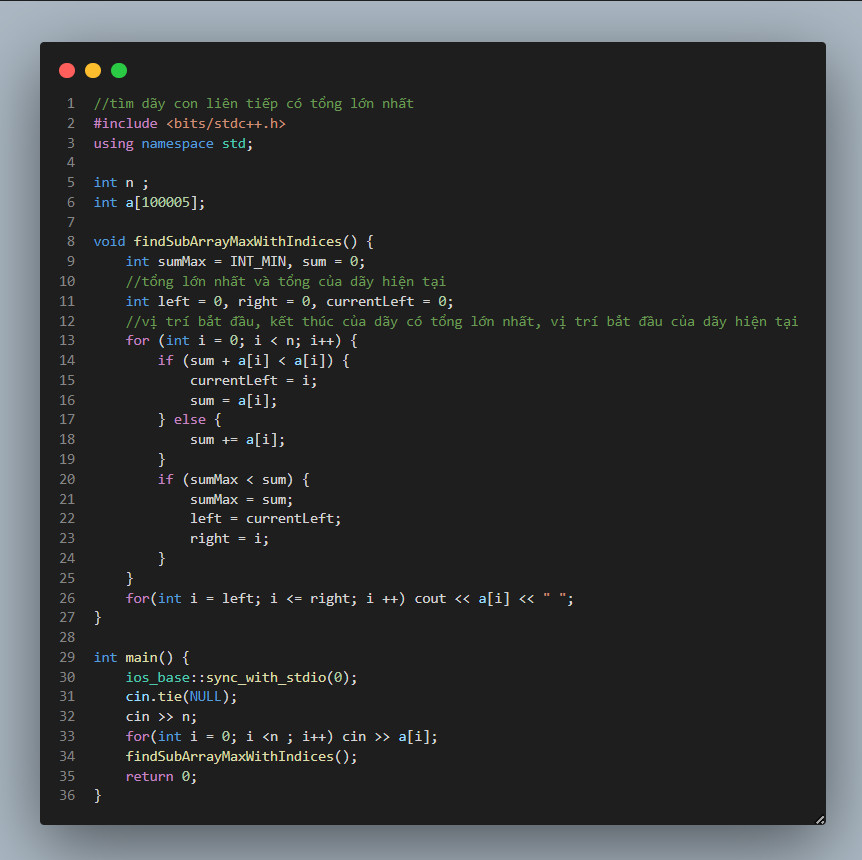 1 //tìm dãy con liên tiếp có tổng lớn nhất
2 #include <bits/stdc++.h>
3 using namespace std;
4
5 int n ;
6 int a[100005];
7
8 void findSubArrayMaxWithIndices() {
9     int sumMax = INT_MIN, sum = 0;
10     //tổng lớn nhất và tổng của dãy hiện tại
11     int left = 0, right = 0, currentLeft = 0;
12     //vị trí bắt đầu, kết thúc của dãy có tổng lớn nhất, vị trí bắt đầu của dãy hiện tại
13     for (int i = 0; i < n; i++) {
14         if (sum + a[i] < a[i]) {
15             currentLeft = i;
16             sum = a[i];
17         } else {
18             sum += a[i];
19         }
20         if (sumMax < sum) {
21             sumMax = sum;
22             left = currentLeft;
23             right = i;
24         }
25     }
26     for(int i = left; i <= right; i ++) cout << a[i] << " ";
27 }
28
29 int main() {
30     ios_base::sync_with_stdio(0);
31     cin.tie(NULL);
32     cin >> n;
33     for(int i = 0; i <n ; i++) cin >> a[i];
34     findSubArrayMaxWithIndices();
35     return 0;
36 }